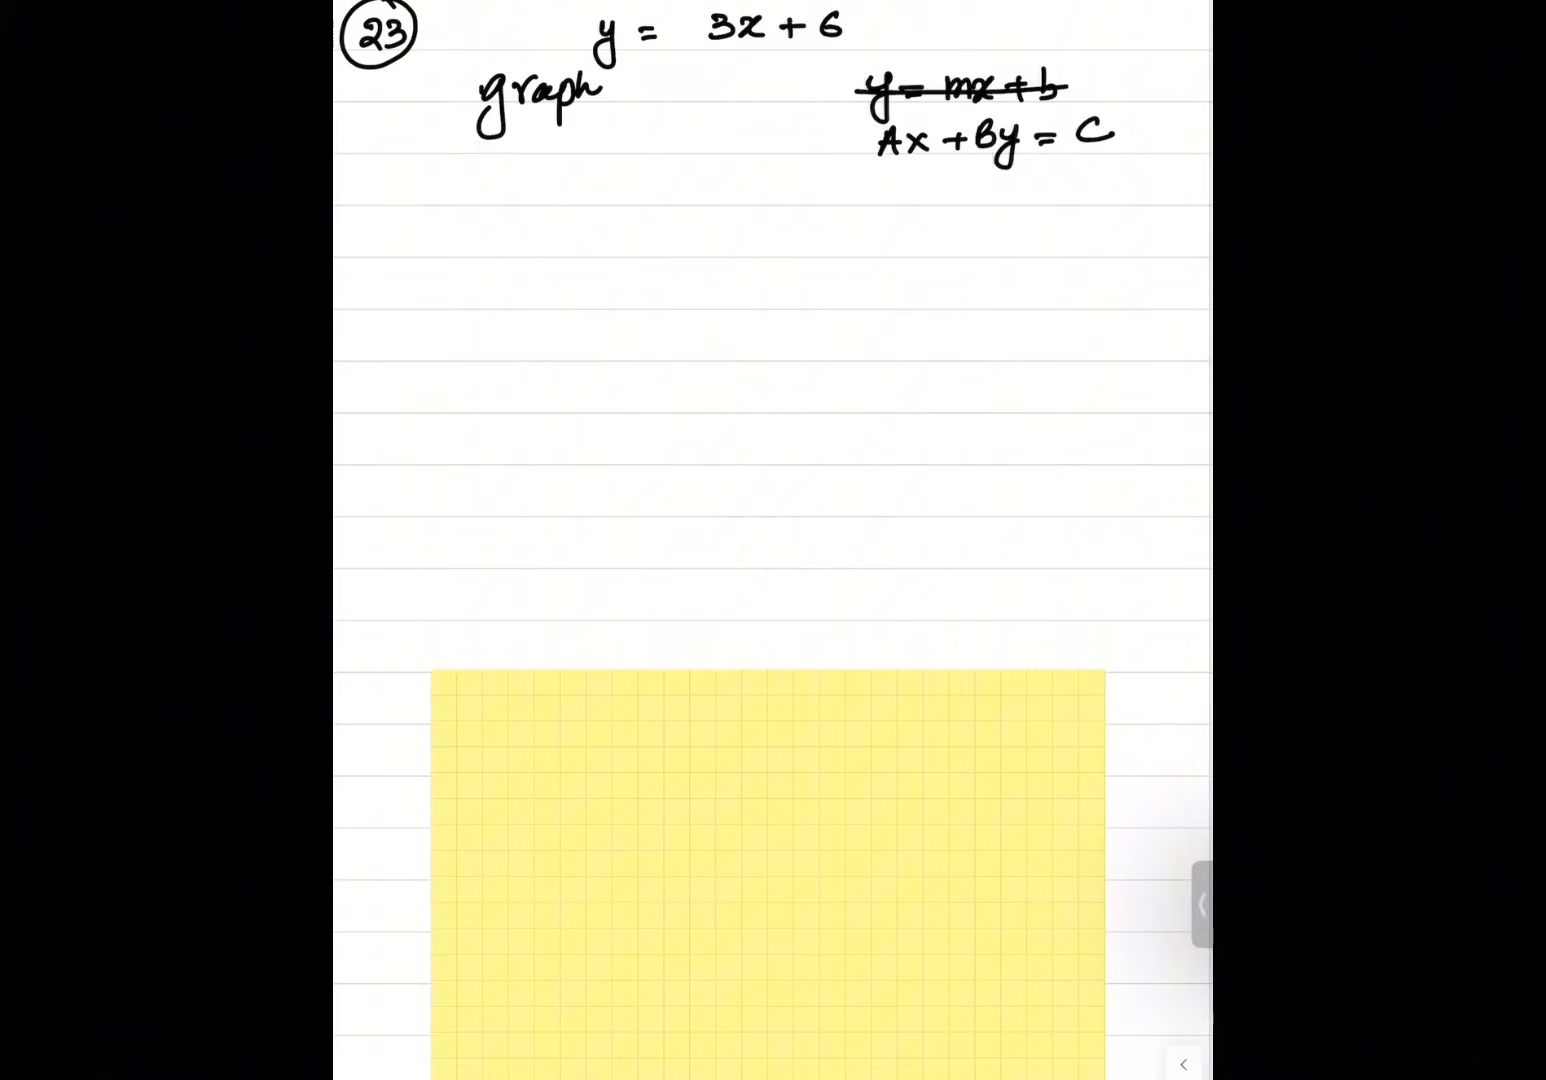 23 y = 3x + 6
graph y = mx + b
Ax + By = C